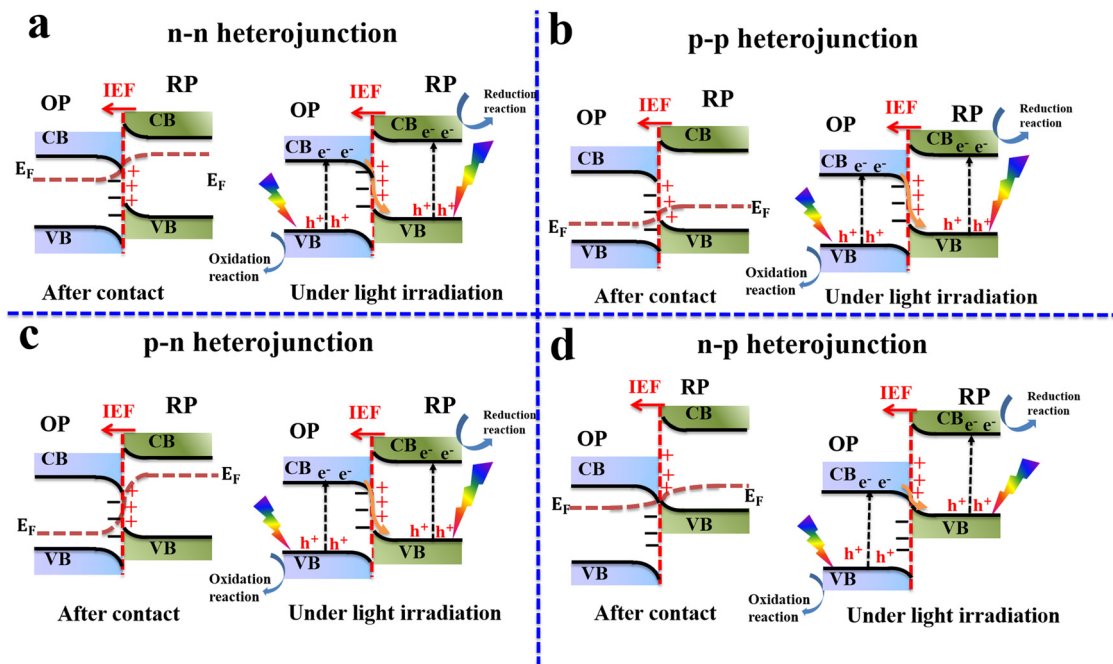 a
n-n heterojunction
OP
IEF
RP
CB
CB
E_F
E_F
VB
VB
+
+
+
After contact
OP
IEF
RP
Reduction
reaction
CB e⁻ e⁻
CB e⁻ e⁻
+
+
+
h⁺ h⁺
h⁺ h⁺
VB
VB
Oxidation
reaction
Under light irradiation
b
p-p heterojunction
OP
IEF
RP
CB
CB
E_F
E_F
VB
VB
+
+
+
After contact
OP
IEF
RP
Reduction
reaction
CB e⁻ e⁻
CB e⁻ e⁻
+
+
+
h⁺ h⁺
h⁺ h⁺
VB
VB
Oxidation
reaction
Under light irradiation
c
p-n heterojunction
OP
IEF
RP
CB
CB
E_F
E_F
VB
VB
+
+
+
After contact
OP
IEF
RP
Reduction
reaction
CB e⁻ e⁻
CB e⁻ e⁻
+
+
+
h⁺ h⁺
h⁺ h⁺
VB
VB
Oxidation
reaction
Under light irradiation
d
n-p heterojunction
OP
IEF
RP
CB
CB
E_F
E_F
VB
VB
+
+
+
After contact
OP
IEF
RP
Reduction
reaction
CB e⁻ e⁻
CB e⁻ e⁻
+
+
+
h⁺ h⁺
h⁺ h⁺
VB
VB
Oxidation
reaction
Under light irradiation